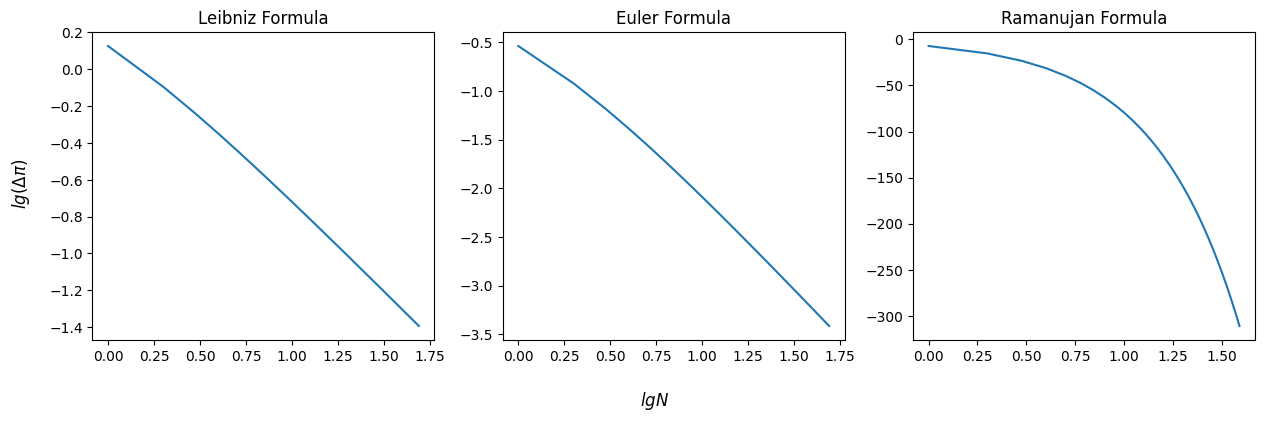 Leibniz Formula
Euler Formula
Ramanujan Formula
lg(Δπ)
0.2
0.0
−0.2
−0.4
−0.6
−0.8
−1.0
−1.2
−1.4
0.00 0.25 0.50 0.75 1.00 1.25 1.50 1.75
−0.5
−1.0
−1.5
−2.0
−2.5
−3.0
−3.5
0.00 0.25 0.50 0.75 1.00 1.25 1.50 1.75
0
−50
−100
−150
−200
−250
−300
0.00 0.25 0.50 0.75 1.00 1.25 1.50
lgN